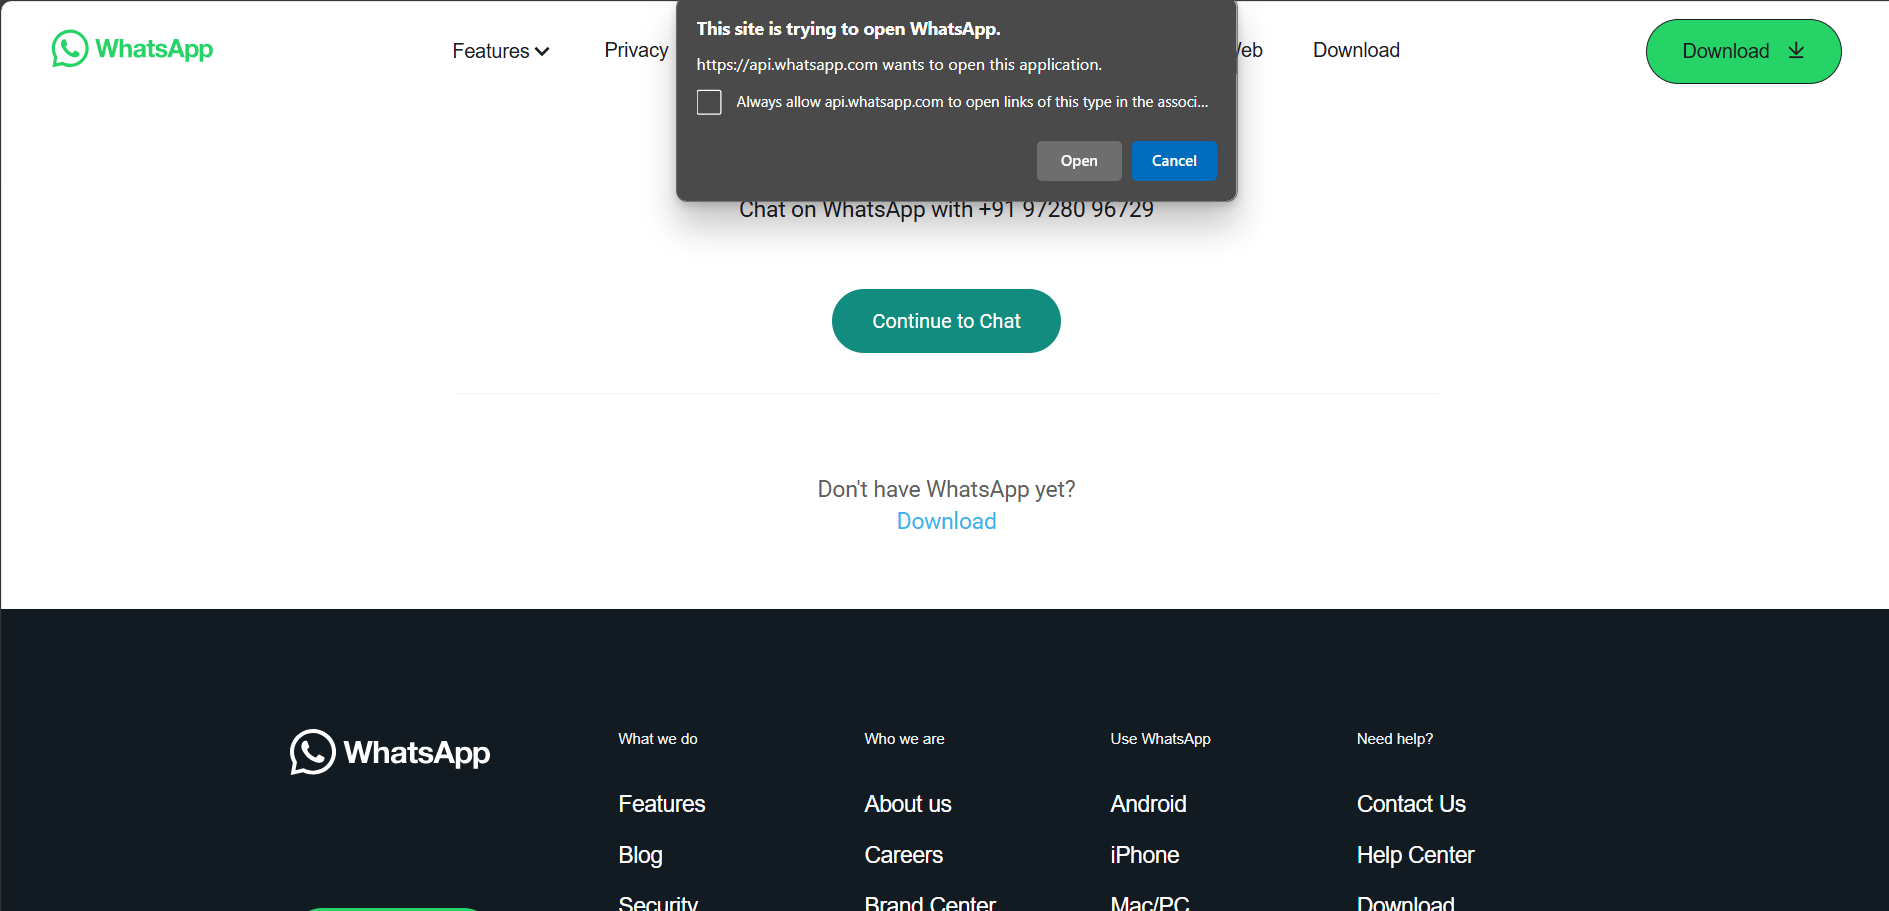 WhatsApp
Features
Privacy
Download
Download
This site is trying to open WhatsApp.
https://api.whatsapp.com wants to open this application.
Always allow api.whatsapp.com to open links of this type in the associ...
Open
Cancel
Chat on WhatsApp with +91 97280 96729
Continue to Chat
Don't have WhatsApp yet?
Download
WhatsApp
What we do
Features
Blog
Security
Who we are
About us
Careers
Brand Center
Use WhatsApp
Android
iPhone
Mac/PC
Need help?
Contact Us
Help Center
Download